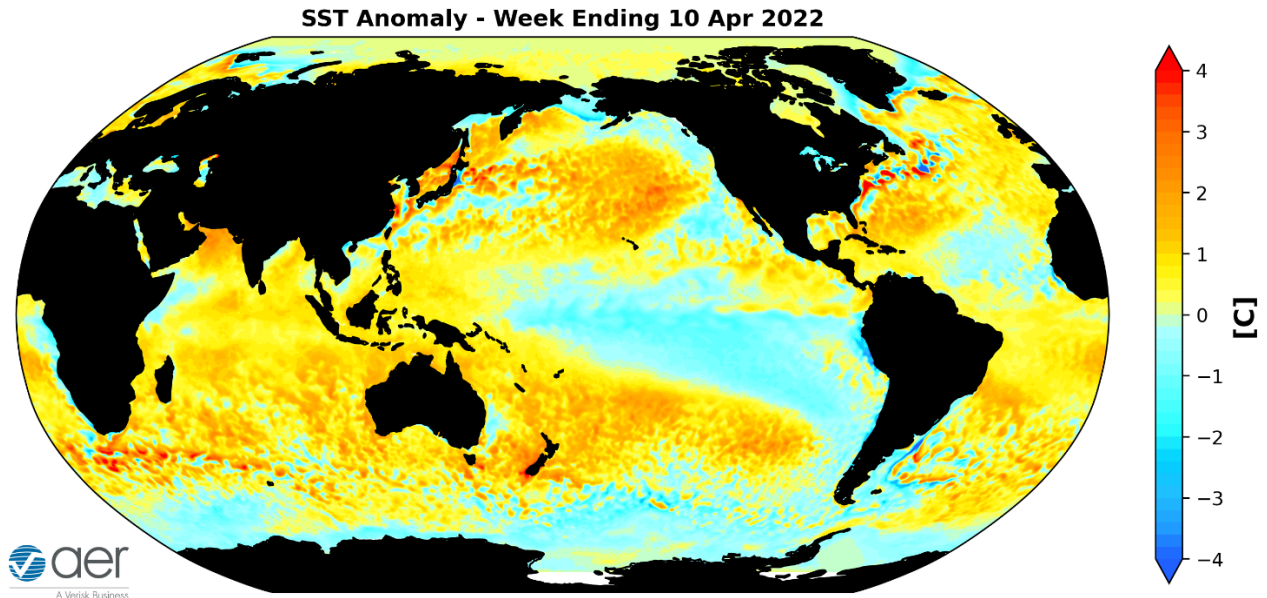 SST Anomaly - Week Ending 10 Apr 2022
4
3
2
1
0
−1
−2
−3
−4
[C]
aer
A Verisk Business